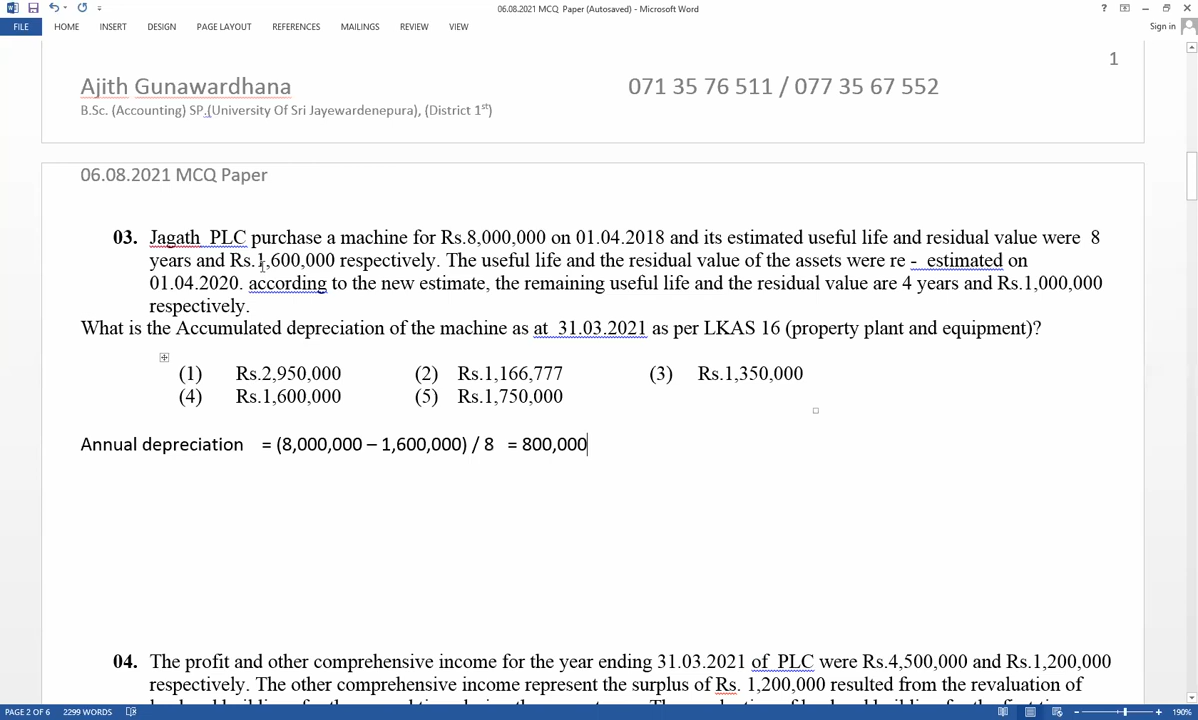 06.08.2021 MCQ Paper (Autosaved) - Microsoft Word
FILE HOME INSERT DESIGN PAGE LAYOUT REFERENCES MAILINGS REVIEW VIEW Sign in
1
Ajith Gunawardhana 071 35 76 511 / 077 35 67 552
B.Sc. (Accounting) SP.(University Of Sri Jayewardenepura), (District 1st)
06.08.2021 MCQ Paper
03. Jagath PLC purchase a machine for Rs.8,000,000 on 01.04.2018 and its estimated useful life and residual value were 8
years and Rs.1,600,000 respectively. The useful life and the residual value of the assets were re - estimated on
01.04.2020. according to the new estimate, the remaining useful life and the residual value are 4 years and Rs.1,000,000
respectively.
What is the Accumulated depreciation of the machine as at 31.03.2021 as per LKAS 16 (property plant and equipment)?
(1) Rs.2,950,000 (2) Rs.1,166,777 (3) Rs.1,350,000
(4) Rs.1,600,000 (5) Rs.1,750,000
Annual depreciation = (8,000,000 – 1,600,000) / 8 = 800,000
04. The profit and other comprehensive income for the year ending 31.03.2021 of PLC were Rs.4,500,000 and Rs.1,200,000
respectively. The other comprehensive income represent the surplus of Rs. 1,200,000 resulted from the revaluation of
PAGE 2 OF 6 2299 WORDS 190%